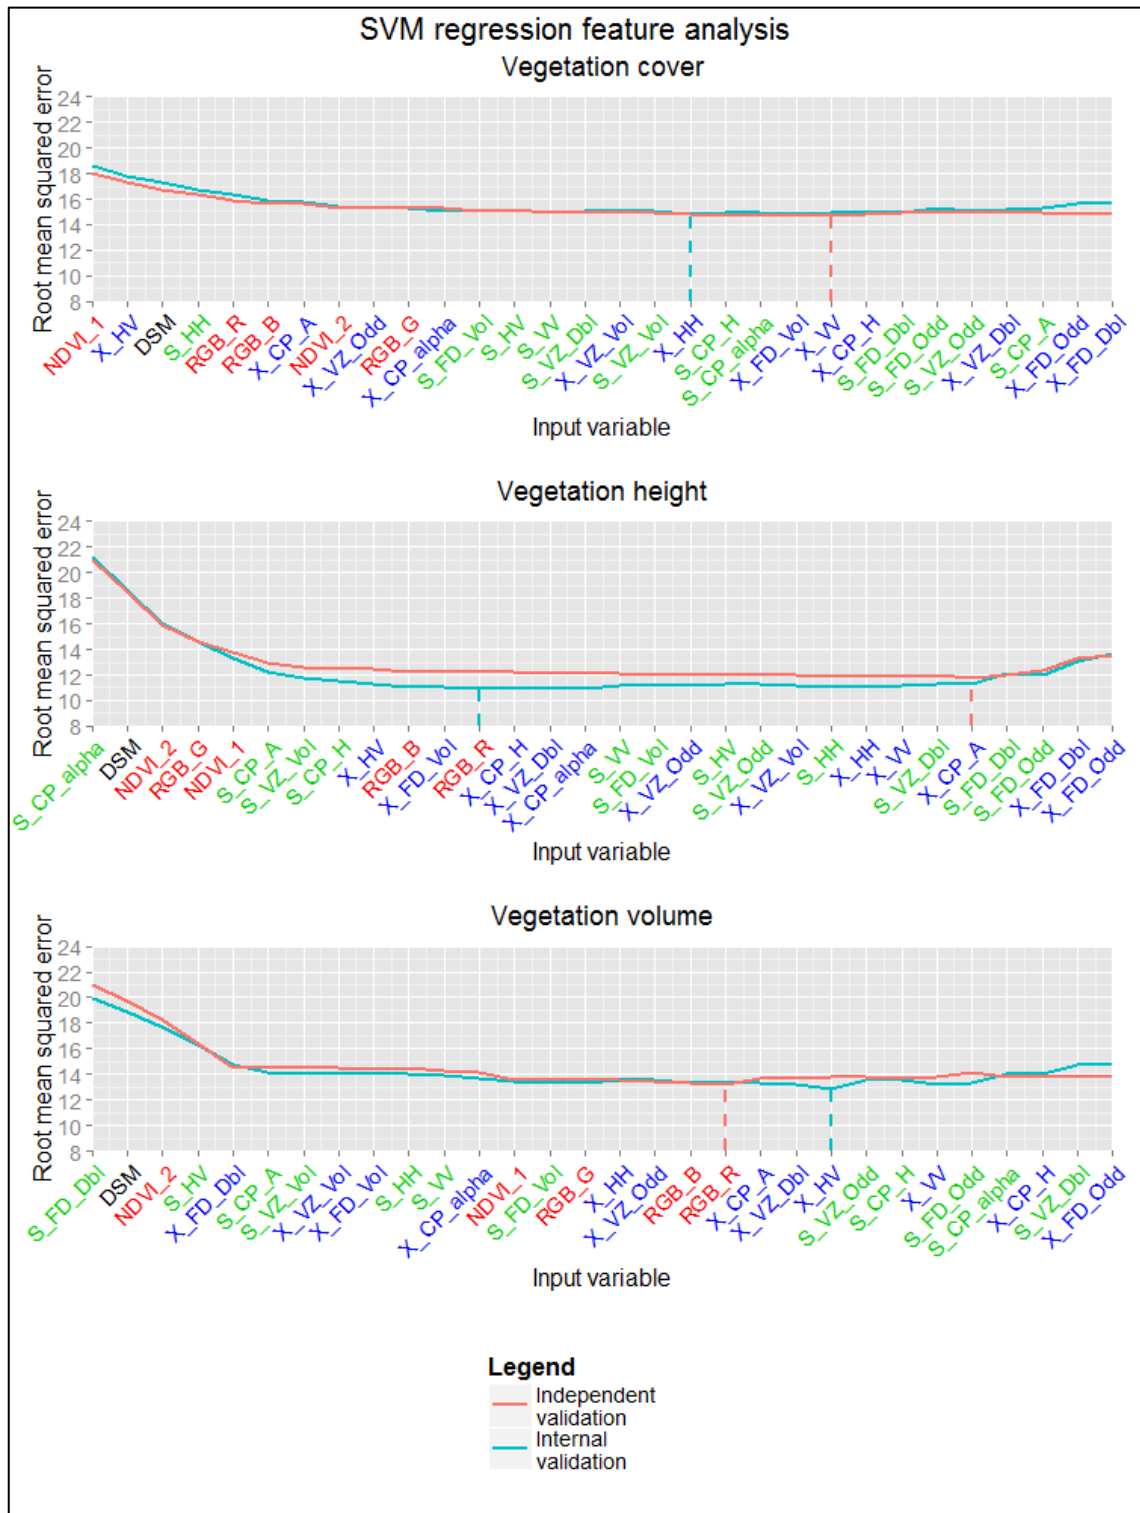 SVM regression feature analysis
Vegetation cover
Root mean squared error
24
22
20
18
16
14
12
10
8
NDVI_1
X_HV
DSM
S_HH
RGB_R
RGB_B
X_CP_A
NDVI_2
X_VZ_Odd
RGB_G
X_CP_alpha
S_FD_Vol
S_HV
S_VV
S_VZ_Dbl
X_VZ_Vol
S_VZ_Vol
X_HH
S_CP_H
S_CP_alpha
X_FD_Vol
X_VV
X_CP_H
S_FD_Dbl
S_FD_Odd
S_VZ_Odd
X_VZ_Dbl
S_CP_A
X_FD_Odd
X_FD_Dbl
Input variable
Vegetation height
Root mean squared error
24
22
20
18
16
14
12
10
8
S_CP_alpha
DSM
NDVI_2
RGB_G
NDVI_1
S_CP_A
S_VZ_Vol
S_CP_H
X_HV
RGB_B
X_FD_Vol
RGB_R
X_CP_H
X_VZ_Dbl
X_CP_alpha
S_VV
S_FD_Vol
X_VZ_Odd
S_HV
S_VZ_Odd
X_VZ_Vol
S_HH
X_HH
X_VV
S_VZ_Dbl
X_CP_A
S_FD_Dbl
S_FD_Odd
X_FD_Dbl
X_FD_Odd
Input variable
Vegetation volume
Root mean squared error
24
22
20
18
16
14
12
10
8
S_FD_Dbl
DSM
NDVI_2
S_HV
X_FD_Dbl
S_CP_A
S_VZ_Vol
X_VZ_Vol
X_FD_Vol
S_HH
S_VV
X_CP_alpha
NDVI_1
S_FD_Vol
RGB_G
X_HH
X_VZ_Odd
RGB_B
RGB_R
X_CP_A
X_VZ_Dbl
X_HV
S_VZ_Odd
S_CP_H
X_VV
S_FD_Odd
S_CP_alpha
X_CP_H
S_VZ_Dbl
X_FD_Odd
Input variable
Legend
Independent
validation
Internal
validation